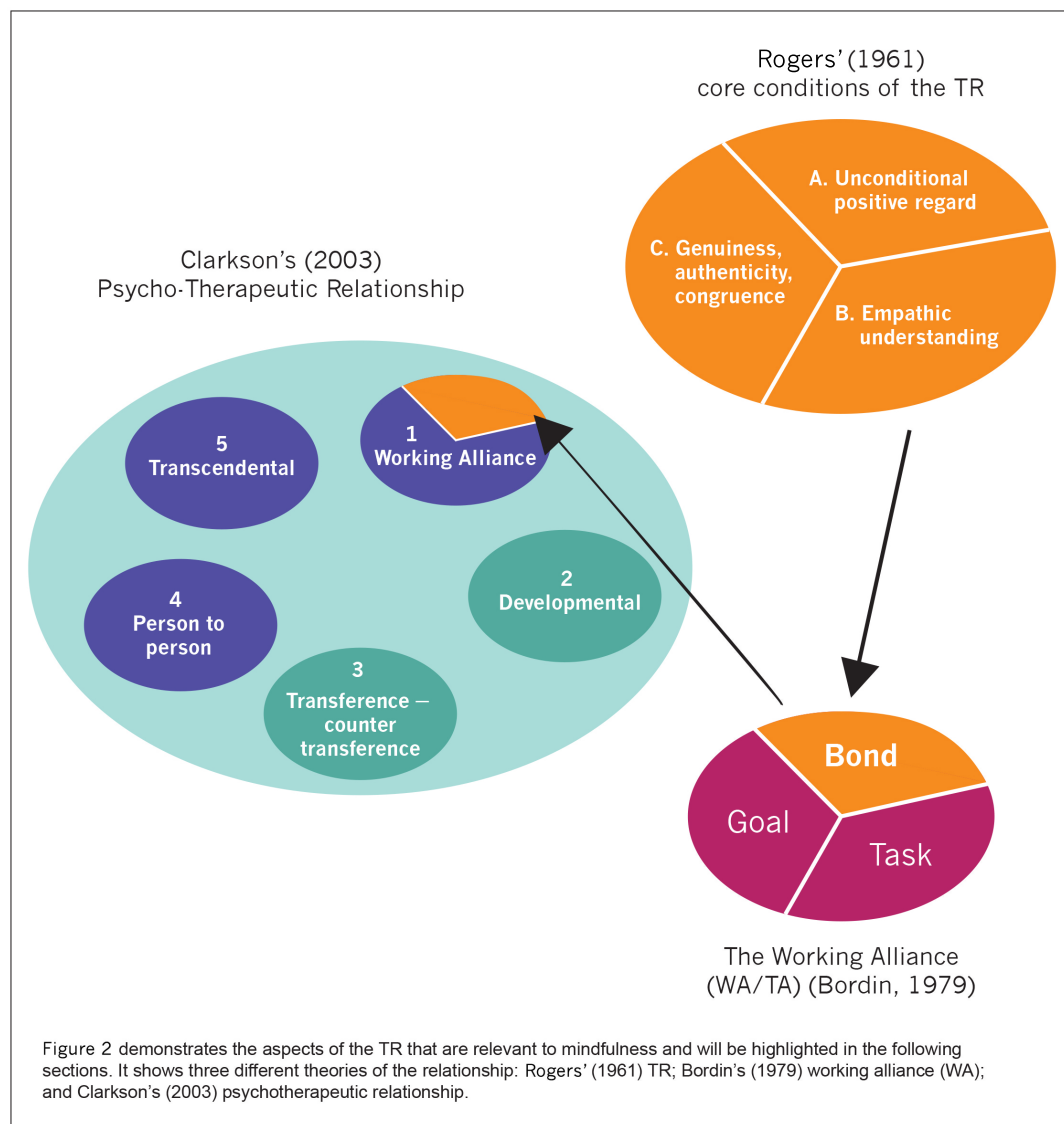 Rogers’ (1961)
core conditions of the TR
A. Unconditional
positive regard
C. Genuiness,
authenticity,
congruence
B. Empathic
understanding
Clarkson’s (2003)
Psycho-Therapeutic Relationship
5
Transcendental
1
Working Alliance
2
Developmental
4
Person to
person
3
Transference –
counter
transference
Bond
Goal
Task
The Working Alliance
(WA/TA) (Bordin, 1979)
Figure 2 demonstrates the aspects of the TR that are relevant to mindfulness and will be highlighted in the following
sections. It shows three different theories of the relationship: Rogers’ (1961) TR; Bordin’s (1979) working alliance (WA);
and Clarkson’s (2003) psychotherapeutic relationship.